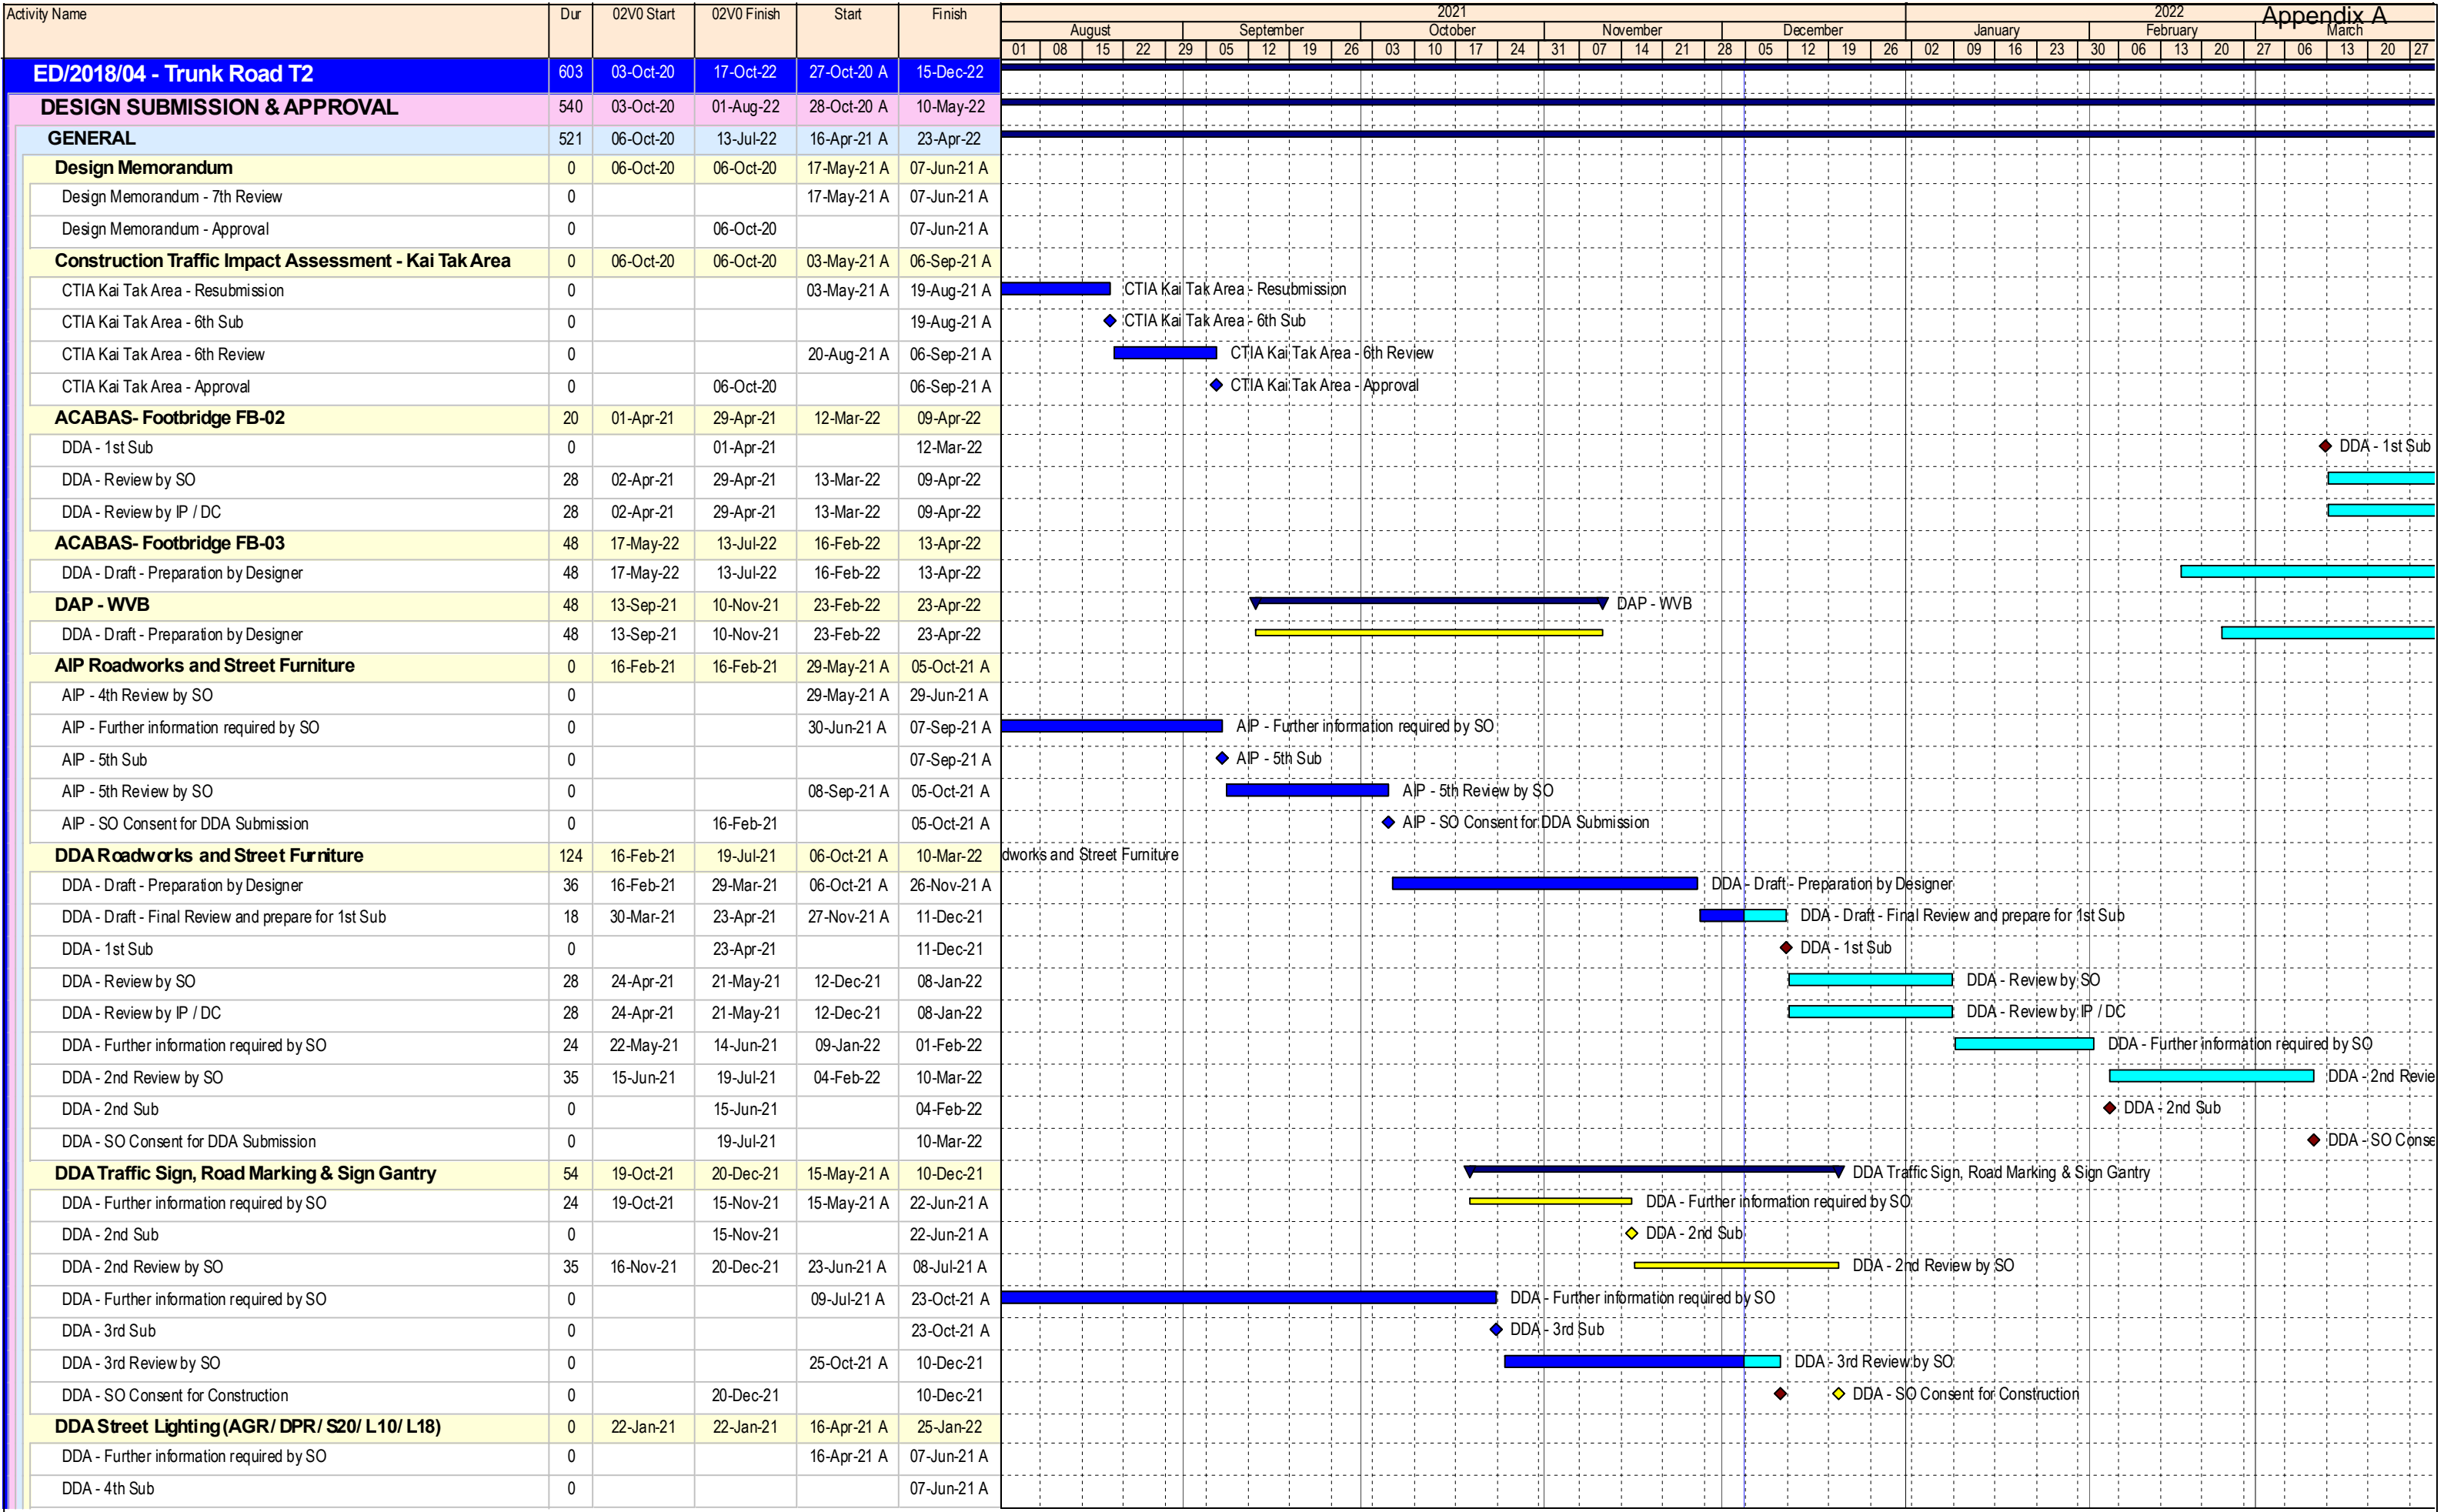 Appendix A
Activity Name Dur 02V0 Start 02V0 Finish Start Finish 2021 2022
August September October November December January February March
01 08 15 22 29 05 12 19 26 03 10 17 24 31 07 14 21 28 05 12 19 26 02 09 16 23 30 06 13 20 27 06 13 20 27
ED/2018/04 - Trunk Road T2 603 03-Oct-20 17-Oct-22 27-Oct-20 A 15-Dec-22
DESIGN SUBMISSION & APPROVAL 540 03-Oct-20 01-Aug-22 28-Oct-20 A 10-May-22
GENERAL 521 06-Oct-20 13-Jul-22 16-Apr-21 A 23-Apr-22
Design Memorandum 0 06-Oct-20 06-Oct-20 17-May-21 A 07-Jun-21 A
Design Memorandum - 7th Review 0 17-May-21 A 07-Jun-21 A
Design Memorandum - Approval 0 06-Oct-20 07-Jun-21 A
Construction Traffic Impact Assessment - Kai Tak Area 0 06-Oct-20 06-Oct-20 03-May-21 A 06-Sep-21 A
CTIA Kai Tak Area - Resubmission 0 03-May-21 A 19-Aug-21 A CTIA Kai Tak Area - Resubmission
CTIA Kai Tak Area - 6th Sub 0 19-Aug-21 A CTIA Kai Tak Area - 6th Sub
CTIA Kai Tak Area - 6th Review 0 20-Aug-21 A 06-Sep-21 A CTIA Kai Tak Area - 6th Review
CTIA Kai Tak Area - Approval 0 06-Oct-20 06-Sep-21 A CTIA Kai Tak Area - Approval
ACABAS- Footbridge FB-02 20 01-Apr-21 29-Apr-21 12-Mar-22 09-Apr-22
DDA - 1st Sub 0 01-Apr-21 12-Mar-22 DDA - 1st Sub
DDA - Review by SO 28 02-Apr-21 29-Apr-21 13-Mar-22 09-Apr-22
DDA - Review by IP / DC 28 02-Apr-21 29-Apr-21 13-Mar-22 09-Apr-22
ACABAS- Footbridge FB-03 48 17-May-22 13-Jul-22 16-Feb-22 13-Apr-22
DDA - Draft - Preparation by Designer 48 17-May-22 13-Jul-22 16-Feb-22 13-Apr-22
DAP - WVB 48 13-Sep-21 10-Nov-21 23-Feb-22 23-Apr-22 DAP - WVB
DDA - Draft - Preparation by Designer 48 13-Sep-21 10-Nov-21 23-Feb-22 23-Apr-22
AIP Roadworks and Street Furniture 0 16-Feb-21 16-Feb-21 29-May-21 A 05-Oct-21 A
AIP - 4th Review by SO 0 29-May-21 A 29-Jun-21 A
AIP - Further information required by SO 0 30-Jun-21 A 07-Sep-21 A AIP - Further information required by SO
AIP - 5th Sub 0 07-Sep-21 A AIP - 5th Sub
AIP - 5th Review by SO 0 08-Sep-21 A 05-Oct-21 A AIP - 5th Review by SO
AIP - SO Consent for DDA Submission 0 16-Feb-21 05-Oct-21 A AIP - SO Consent for DDA Submission
DDA Roadworks and Street Furniture 124 16-Feb-21 19-Jul-21 06-Oct-21 A 10-Mar-22 dworks and Street Furniture
DDA - Draft - Preparation by Designer 36 16-Feb-21 29-Mar-21 06-Oct-21 A 26-Nov-21 A DDA - Draft - Preparation by Designer
DDA - Draft - Final Review and prepare for 1st Sub 18 30-Mar-21 23-Apr-21 27-Nov-21 A 11-Dec-21 DDA - Draft - Final Review and prepare for 1st Sub
DDA - 1st Sub 0 23-Apr-21 11-Dec-21 DDA - 1st Sub
DDA - Review by SO 28 24-Apr-21 21-May-21 12-Dec-21 08-Jan-22 DDA - Review by SO
DDA - Review by IP / DC 28 24-Apr-21 21-May-21 12-Dec-21 08-Jan-22 DDA - Review by IP / DC
DDA - Further information required by SO 24 22-May-21 14-Jun-21 09-Jan-22 01-Feb-22 DDA - Further information required by SO
DDA - 2nd Review by SO 35 15-Jun-21 19-Jul-21 04-Feb-22 10-Mar-22 DDA - 2nd Revie
DDA - 2nd Sub 0 15-Jun-21 04-Feb-22 DDA - 2nd Sub
DDA - SO Consent for DDA Submission 0 19-Jul-21 10-Mar-22 DDA - SO Conse
DDA Traffic Sign, Road Marking & Sign Gantry 54 19-Oct-21 20-Dec-21 15-May-21 A 10-Dec-21 DDA Traffic Sign, Road Marking & Sign Gantry
DDA - Further information required by SO 24 19-Oct-21 15-Nov-21 15-May-21 A 22-Jun-21 A DDA - Further information required by SO
DDA - 2nd Sub 0 15-Nov-21 22-Jun-21 A DDA - 2nd Sub
DDA - 2nd Review by SO 35 16-Nov-21 20-Dec-21 23-Jun-21 A 08-Jul-21 A DDA - 2nd Review by SO
DDA - Further information required by SO 0 09-Jul-21 A 23-Oct-21 A DDA - Further information required by SO
DDA - 3rd Sub 0 23-Oct-21 A DDA - 3rd Sub
DDA - 3rd Review by SO 0 25-Oct-21 A 10-Dec-21 DDA - 3rd Review by SO
DDA - SO Consent for Construction 0 20-Dec-21 10-Dec-21 DDA - SO Consent for Construction
DDA Street Lighting (AGR/ DPR/ S20/ L10/ L18) 0 22-Jan-21 22-Jan-21 16-Apr-21 A 25-Jan-22
DDA - Further information required by SO 0 16-Apr-21 A 07-Jun-21 A
DDA - 4th Sub 0 07-Jun-21 A